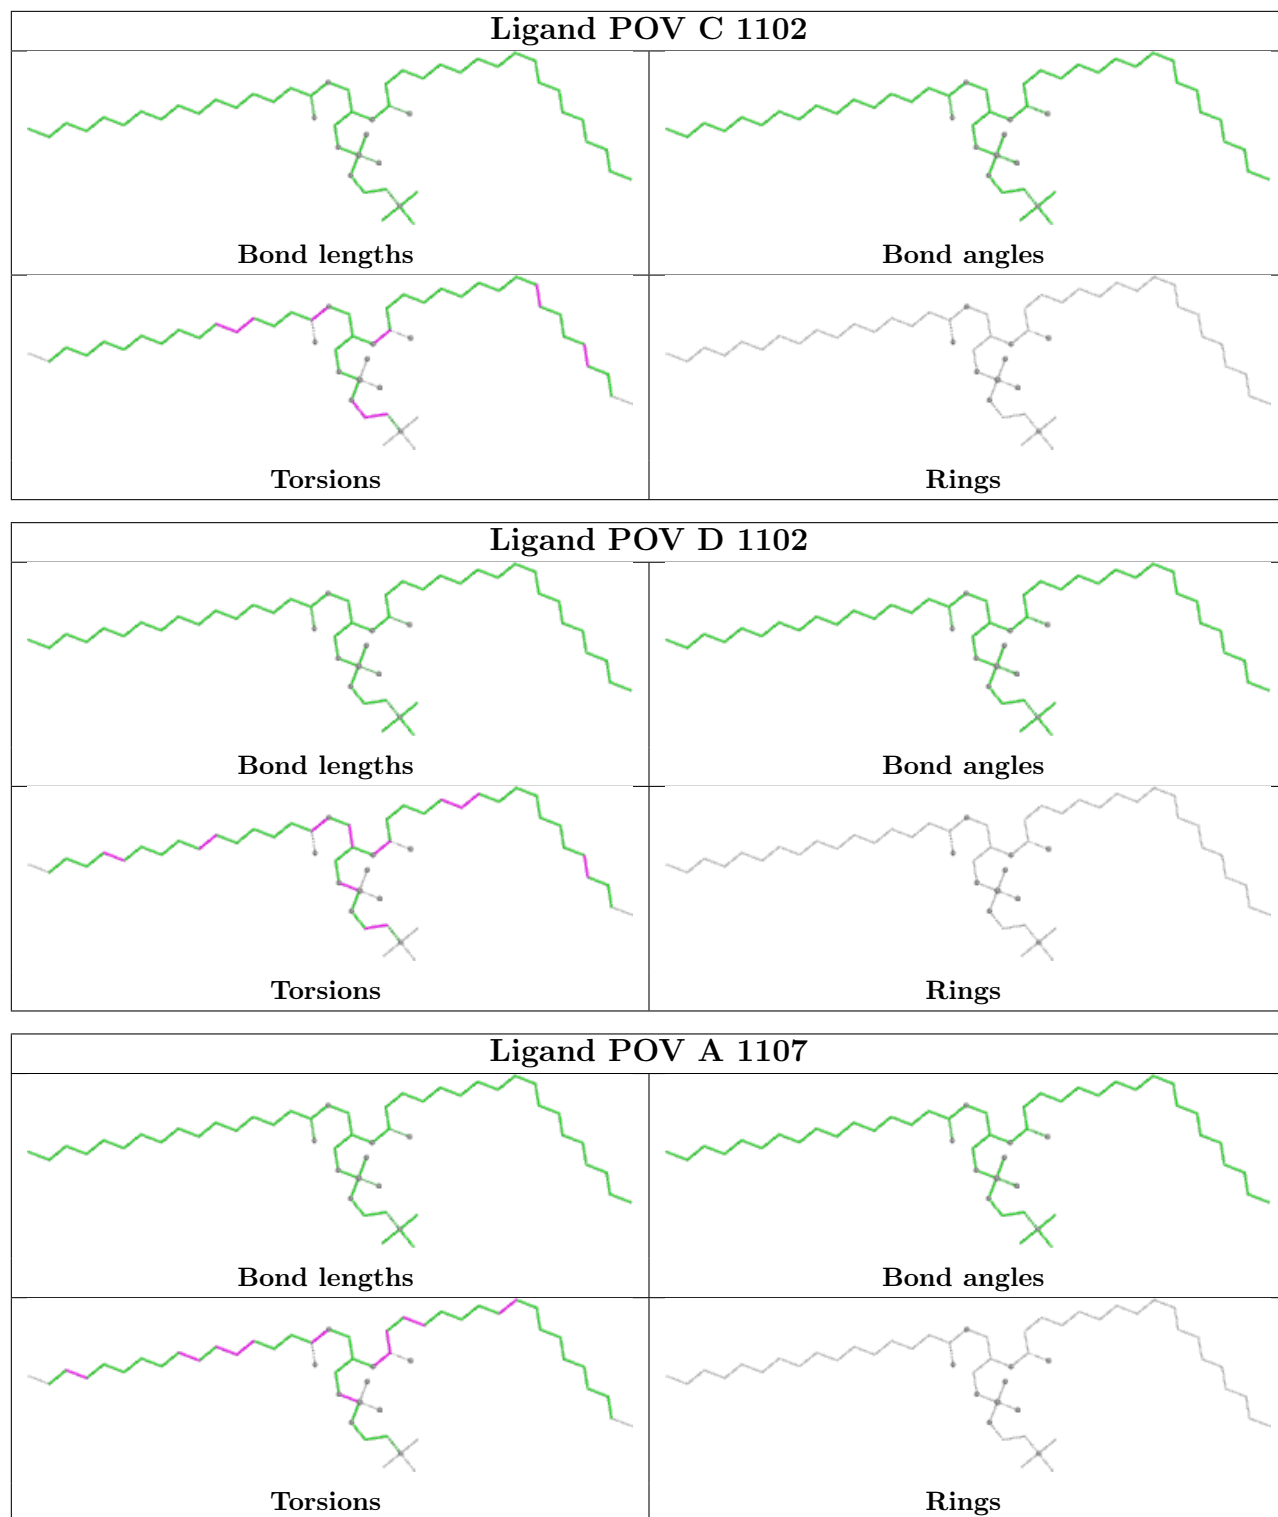 Ligand POV C 1102
Bond lengths
Bond angles
Torsions
Rings
Ligand POV D 1102
Bond lengths
Bond angles
Torsions
Rings
Ligand POV A 1107
Bond lengths
Bond angles
Torsions
Rings